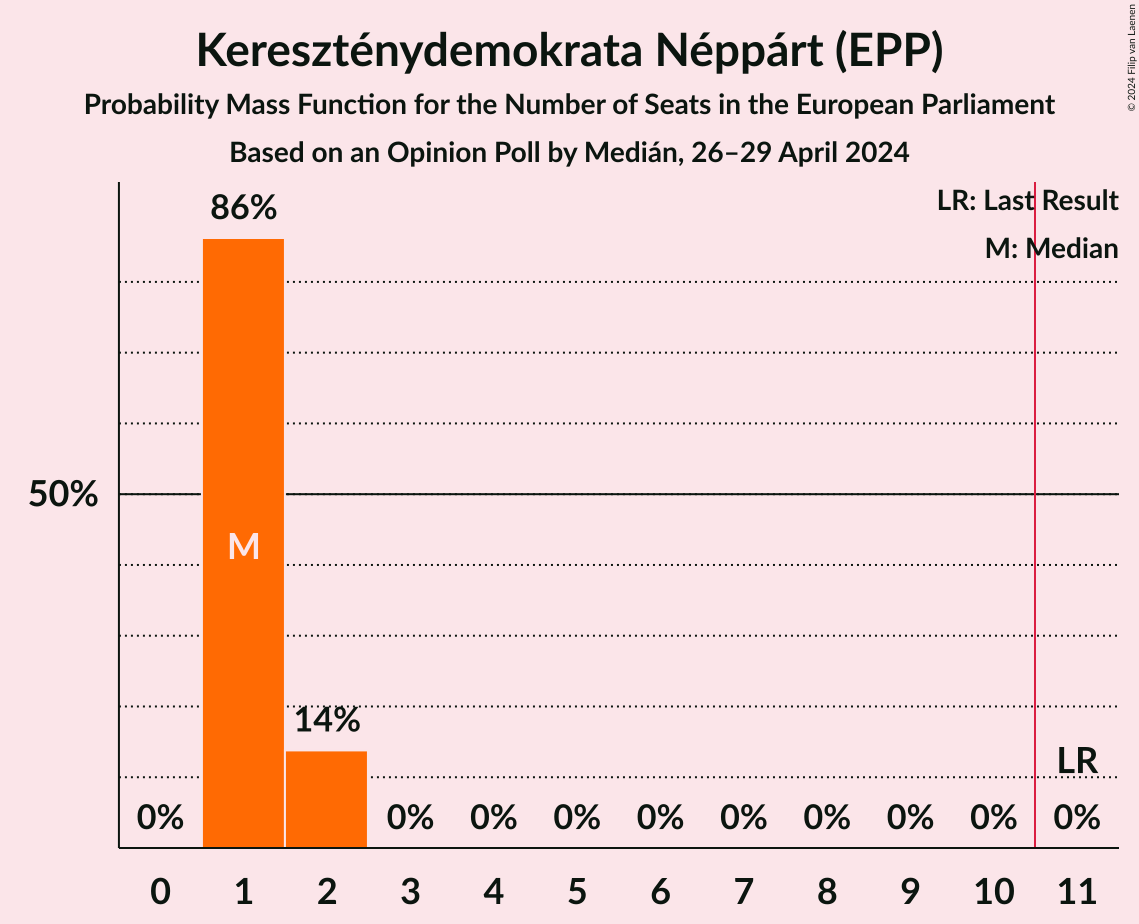 Kereszténydemokrata Néppárt (EPP)
Probability Mass Function for the Number of Seats in the European Parliament
Based on an Opinion Poll by Medián, 26–29 April 2024
© 2024 Filip van Laenen
LR: Last Result
M: Median
86%
50%
M
14%
LR
0% 0% 0% 0% 0% 0% 0% 0% 0% 0%
0 1 2 3 4 5 6 7 8 9 10 11